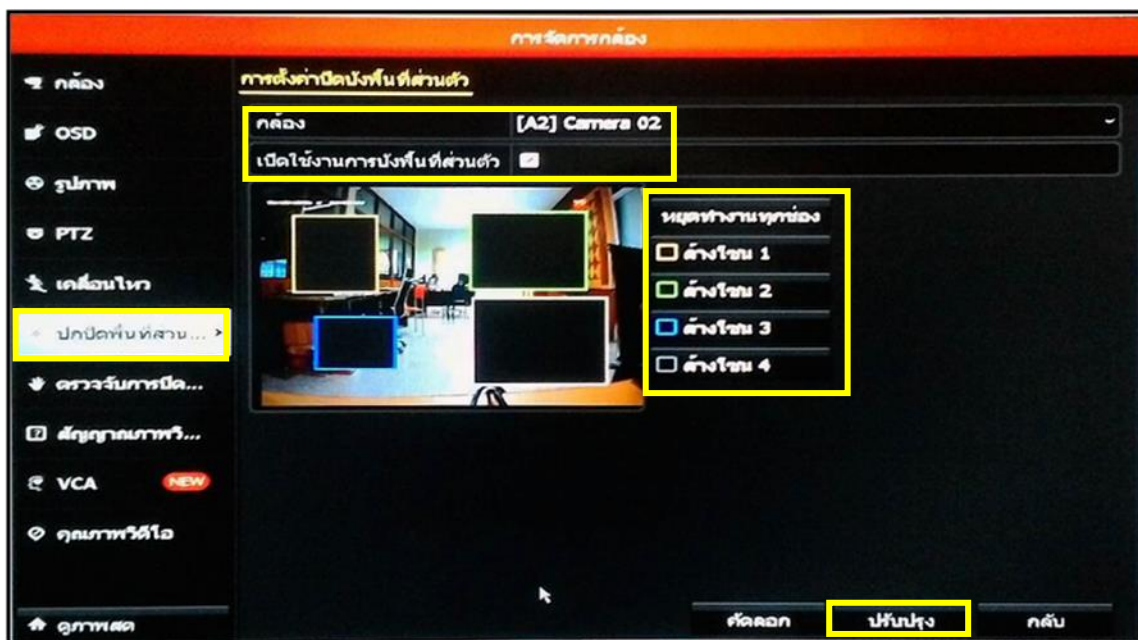 การจัดการกล้อง
กล้อง
OSD
รูปภาพ
PTZ
เคลื่อนไหว
ปกปิดพื้นที่ส่วน...
ตรวจจับการปิด...
สัญญาณภาพวิ...
VCA NEW
คุณภาพวิดีโอ
ดูภาพสด
การตั้งค่าปิดบังพื้นที่ส่วนตัว
กล้อง [A2] Camera 02
เปิดใช้งานการบังพื้นที่ส่วนตัว
หยุดทำงานทุกช่อง
ล้างโซน 1
ล้างโซน 2
ล้างโซน 3
ล้างโซน 4
คัดลอก ปรับปรุง กลับ